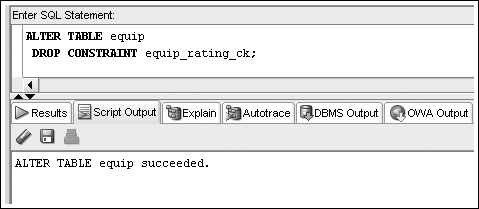 Enter SQL Statement:
ALTER TABLE equip
DROP CONSTRAINT equip_rating_ck;
Results Script Output Explain Autotrace DBMS Output OWA Output
ALTER TABLE equip succeeded.